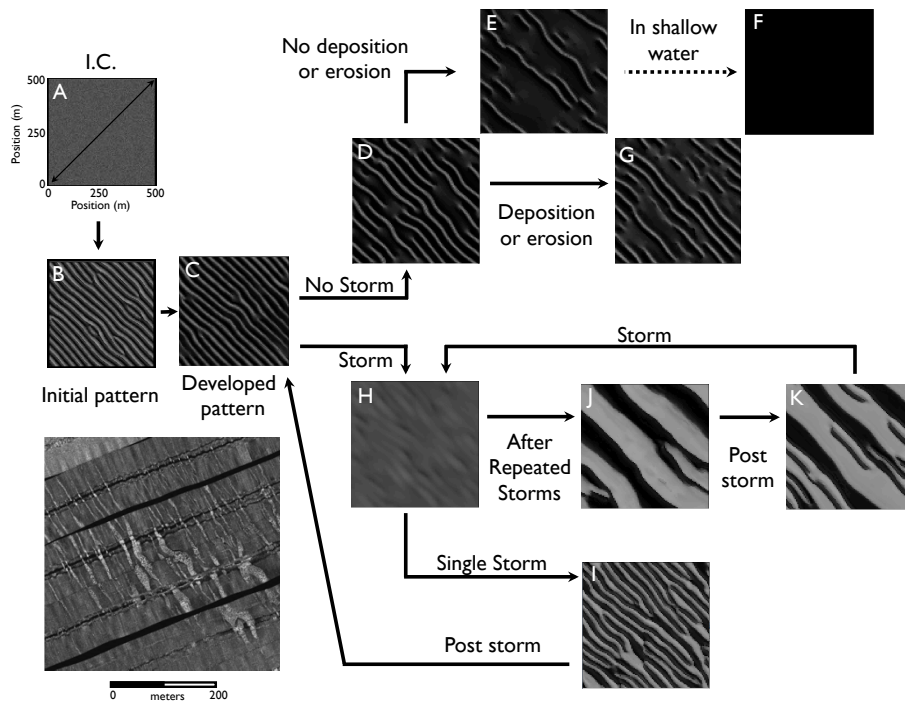 I.C.
A
500
250
0
Position (m)
0 250 500
Position (m)
B
Initial pattern
C
Developed
pattern
No Storm
Storm
No deposition
or erosion
D
E
In shallow
water
F
Deposition
or erosion
G
Storm
H
After
Repeated
Storms
J
Post
storm
K
Single Storm
I
Post storm
0 meters 200